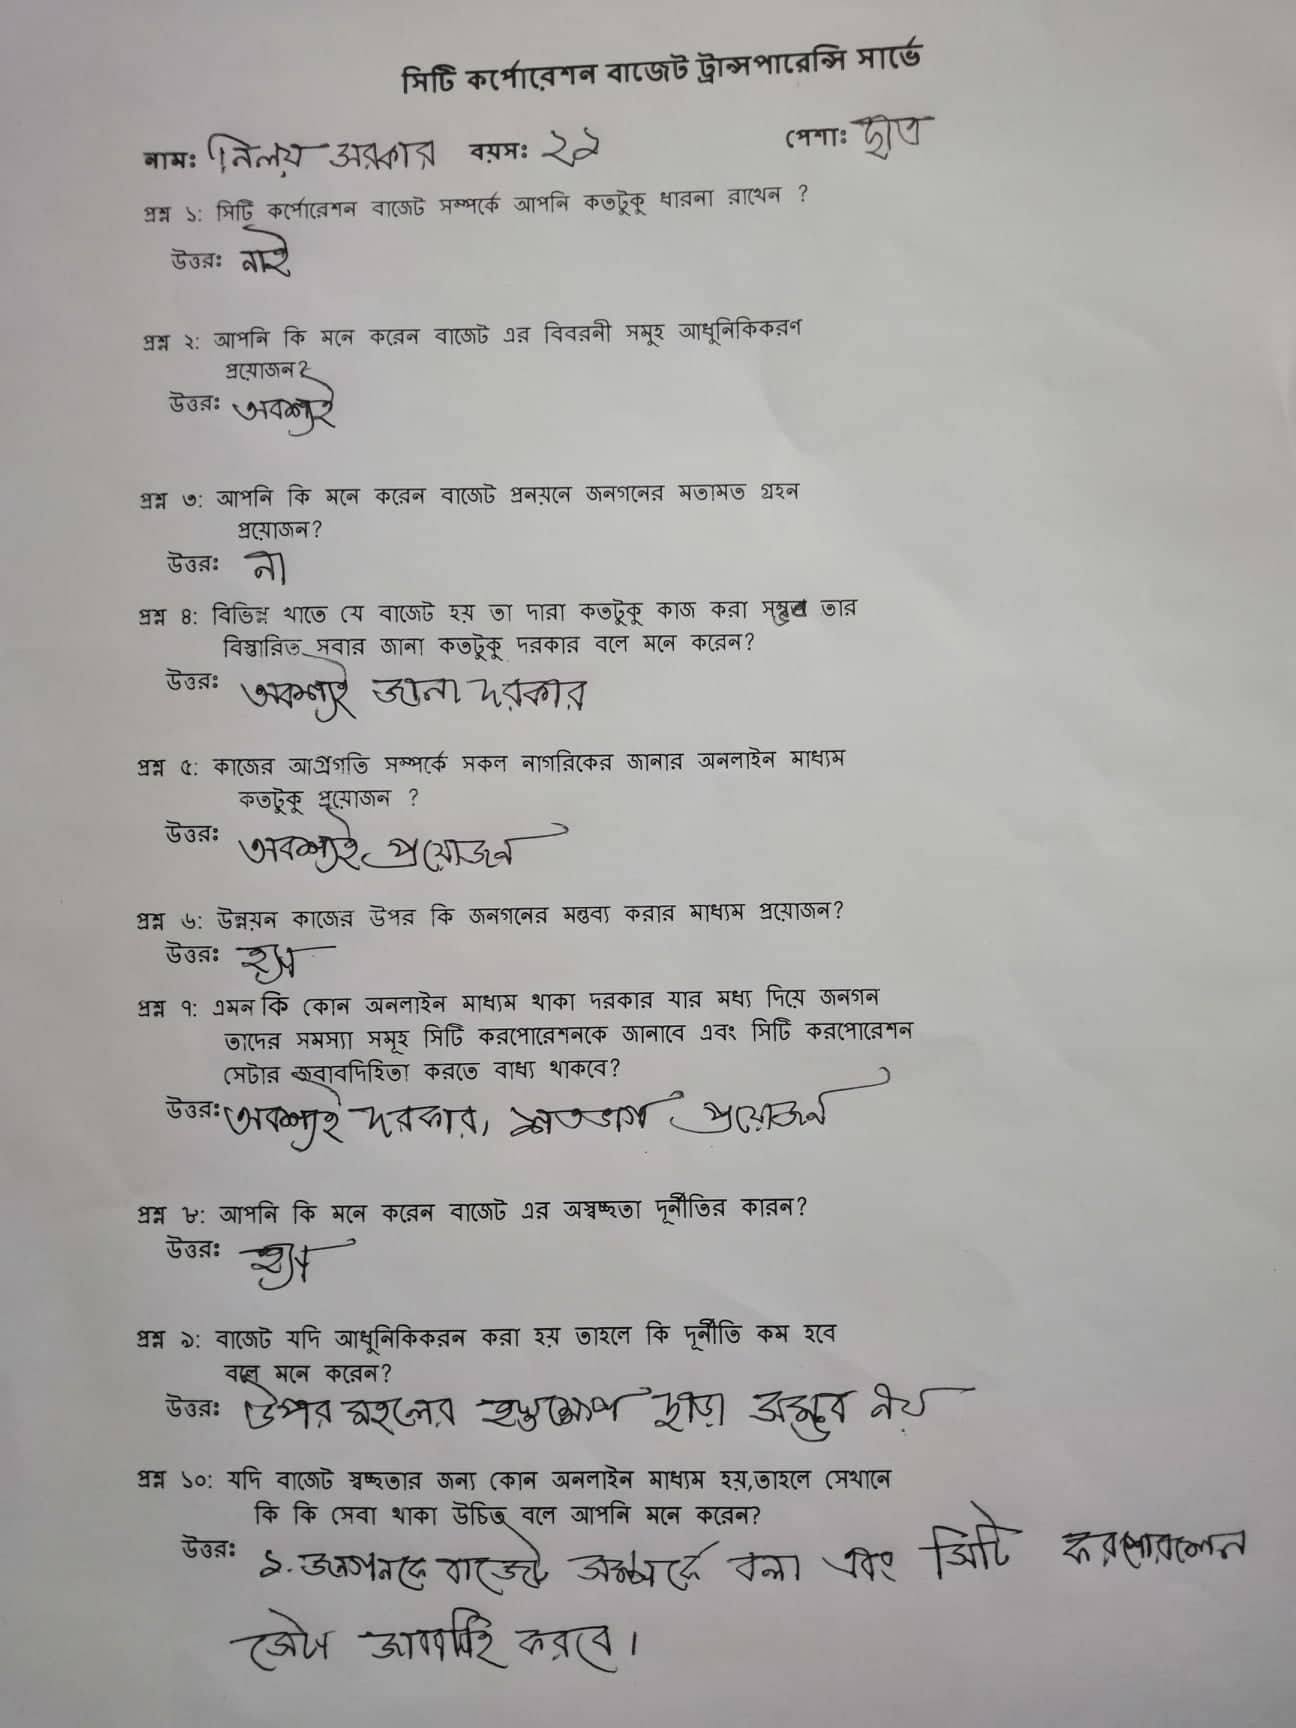 সিটি কর্পোরেশন বাজেট ট্রান্সপারেন্সি সার্ভে
নামঃ নিলয় সরকার বয়সঃ ২২ পেশাঃ ছাত্র
প্রশ্ন ১: সিটি কর্পোরেশন বাজেট সম্পর্কে আপনি কতটুকু ধারনা রাখেন ?
উত্তরঃ নাই
প্রশ্ন ২: আপনি কি মনে করেন বাজেট এর বিবরনী সমূহ আধুনিকিকরণ
প্রয়োজন?
উত্তরঃ অবশ্যই
প্রশ্ন ৩: আপনি কি মনে করেন বাজেট প্রনয়নে জনগনের মতামত গ্রহন
প্রয়োজন?
উত্তরঃ না
প্রশ্ন ৪: বিভিন্ন খাতে যে বাজেট হয় তা দারা কতটুকু কাজ করা সম্ভব তার
বিস্তারিত সবার জানা কতটুকু দরকার বলে মনে করেন?
উত্তরঃ অবশ্যই জানা দরকার
প্রশ্ন ৫: কাজের আগ্রগতি সম্পর্কে সকল নাগরিকের জানার অনলাইন মাধ্যম
কতটুকু প্রয়োজন ?
উত্তরঃ অবশ্যই প্রয়োজন
প্রশ্ন ৬: উন্নয়ন কাজের উপর কি জনগনের মন্তব্য করার মাধ্যম প্রয়োজন?
উত্তরঃ হ্যা
প্রশ্ন ৭: এমন কি কোন অনলাইন মাধ্যম থাকা দরকার যার মধ্য দিয়ে জনগন
তাদের সমস্যা সমূহ সিটি করপোরেশনকে জানাবে এবং সিটি করপোরেশন
সেটার জবাবদিহিতা করতে বাধ্য থাকবে?
উত্তরঃ অবশ্যই দরকার, শতভাগ প্রয়োজন
প্রশ্ন ৮: আপনি কি মনে করেন বাজেট এর অস্বচ্ছতা দূর্নীতির কারন?
উত্তরঃ হ্যা
প্রশ্ন ৯: বাজেট যদি আধুনিকিকরন করা হয় তাহলে কি দূর্নীতি কম হবে
বলে মনে করেন?
উত্তরঃ উপর মহলের হস্তক্ষেপ ছাড়া সম্ভব নয়
প্রশ্ন ১০: যদি বাজেট স্বচ্ছতার জন্য কোন অনলাইন মাধ্যম হয়,তাহলে সেখানে
কি কি সেবা থাকা উচিত বলে আপনি মনে করেন?
উত্তরঃ ১. জনগনকে বাজেট সম্পর্কে বলা এবং সিটি
করবে।